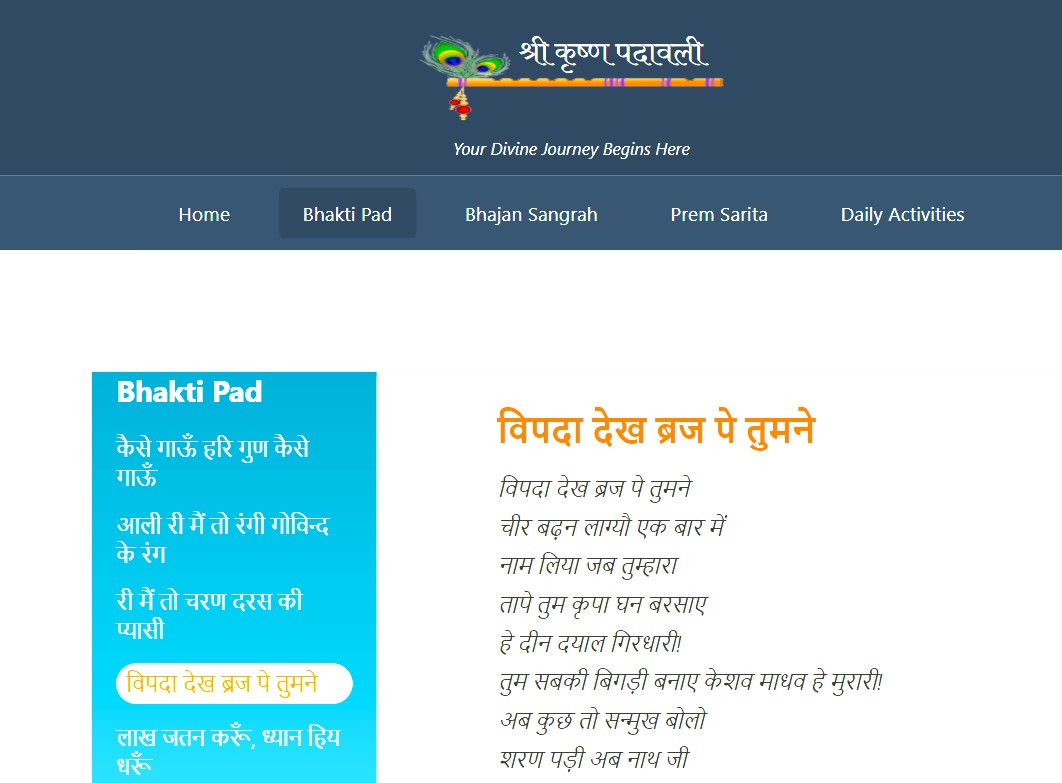 श्री कृष्ण पदावली
Your Divine Journey Begins Here
Home
Bhakti Pad
Bhajan Sangrah
Prem Sarita
Daily Activities
Bhakti Pad
कैसे गाऊँ हरि गुण कैसे
गाऊँ
आली री मैं तो रंगी गोविन्द
के रंग
री मैं तो चरण दरस की
प्यासी
विपदा देख ब्रज पे तुमने
लाख जतन करूँ, ध्यान हिय
धरूँ
विपदा देख ब्रज पे तुमने
विपदा देख ब्रज पे तुमने
चीर बढ़न लाग्यौ एक बार में
नाम लिया जब तुम्हारा
तापे तुम कृपा घन बरसाए
हे दीन दयाल गिरधारी!
तुम सबकी बिगड़ी बनाए केशव माधव हे मुरारी!
अब कुछ तो सन्मुख बोलो
शरण पड़ी अब नाथ जी